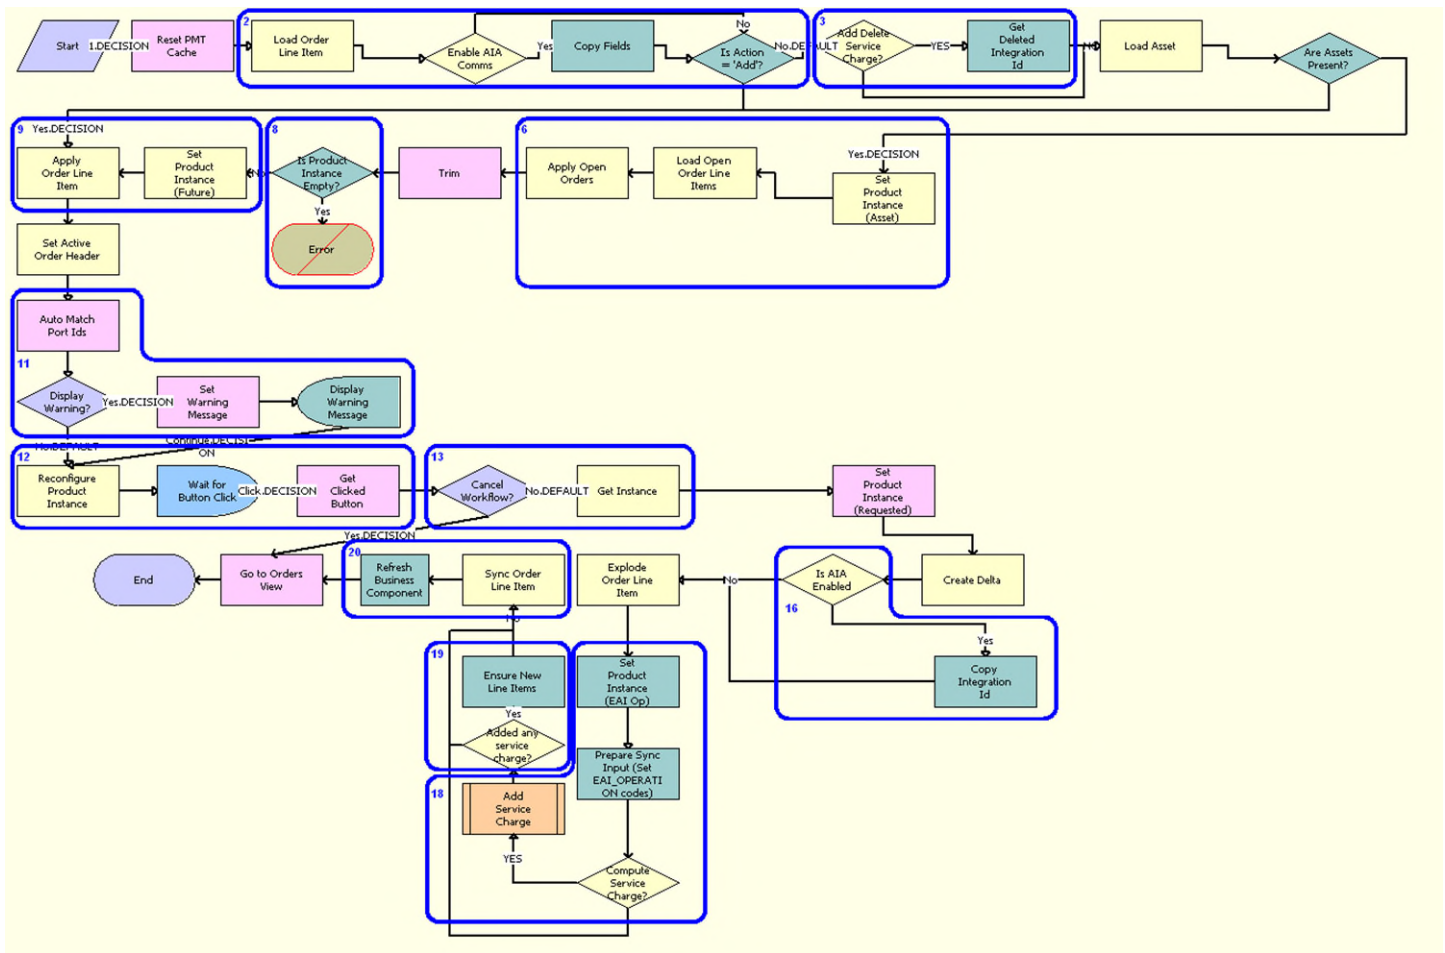 2
3
Start
1.DECISION
Reset PMT
Cache
Load Order
Line Item
Enable AIA
Comms
Yes
Copy Fields
No
Is Action
= 'Add'?
No.DEFAULT
Add Delete
Service
Charge?
YES
Get
Deleted
Integration
Id
Load Asset
Are Assets
Present?
9
Yes.DECISION
Apply
Order Line
Item
Set
Product
Instance
(Future)
8
No
Is Product
Instance
Empty?
Yes
Error
Trim
6
Apply Open
Orders
Load Open
Order Line
Items
Yes.DECISION
Set
Product
Instance
(Asset)
Set Active
Order Header
Auto Match
Port Ids
11
Display
Warning?
Yes.DECISION
Set
Warning
Message
Display
Warning
Message
No.DEFAULT
Continue.DECISI
ON
12
Reconfigure
Product
Instance
Wait for
Button Click
Click.DECISION
Get
Clicked
Button
13
Cancel
Workflow?
No.DEFAULT
Get Instance
Set
Product
Instance
(Requested)
Yes.DECISION
End
Go to Orders
View
20
Refresh
Business
Component
Sync Order
Line Item
Explode
Order Line
Item
No
Is AIA
Enabled
Create Delta
16
Yes
Copy
Integration
Id
No
19
Ensure New
Line Items
Yes
Added any
service
charge?
Set
Product
Instance
(EAI Op)
Prepare Sync
Input (Set
EAI_OPERATI
ON codes)
18
Add
Service
Charge
YES
Compute
Service
Charge?